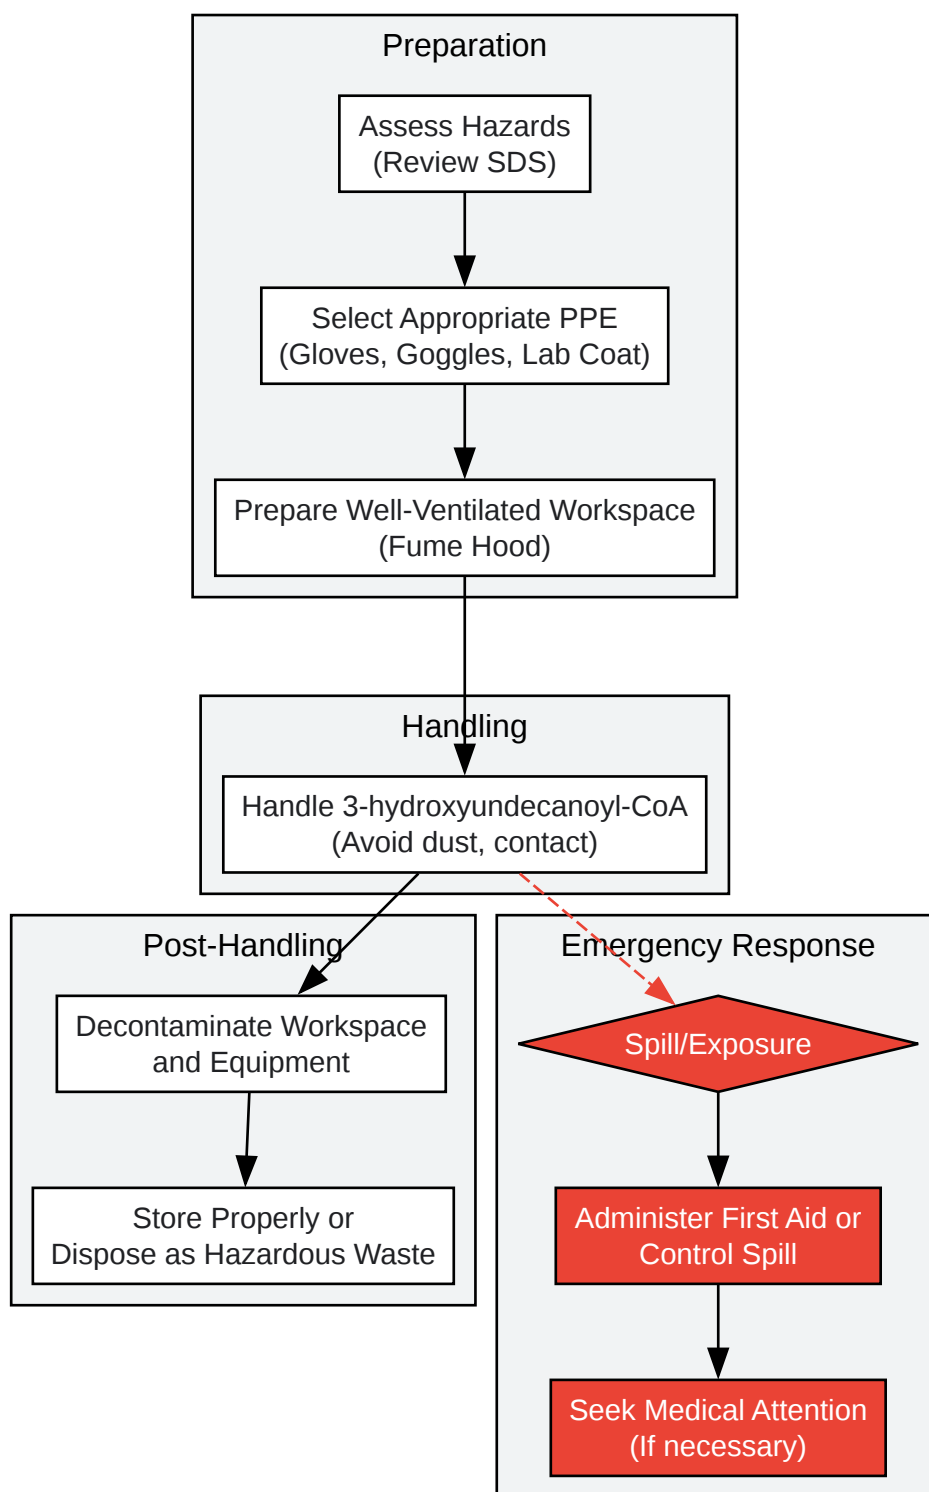 Preparation
Assess Hazards
(Review SDS)
Select Appropriate PPE
(Gloves, Goggles, Lab Coat)
Prepare Well-Ventilated Workspace
(Fume Hood)
Handling
Handle 3-hydroxyundecanoyl-CoA
(Avoid dust, contact)
Post-Handling
Decontaminate Workspace
and Equipment
Store Properly or
Dispose as Hazardous Waste
Emergency Response
Spill/Exposure
Administer First Aid or
Control Spill
Seek Medical Attention
(If necessary)